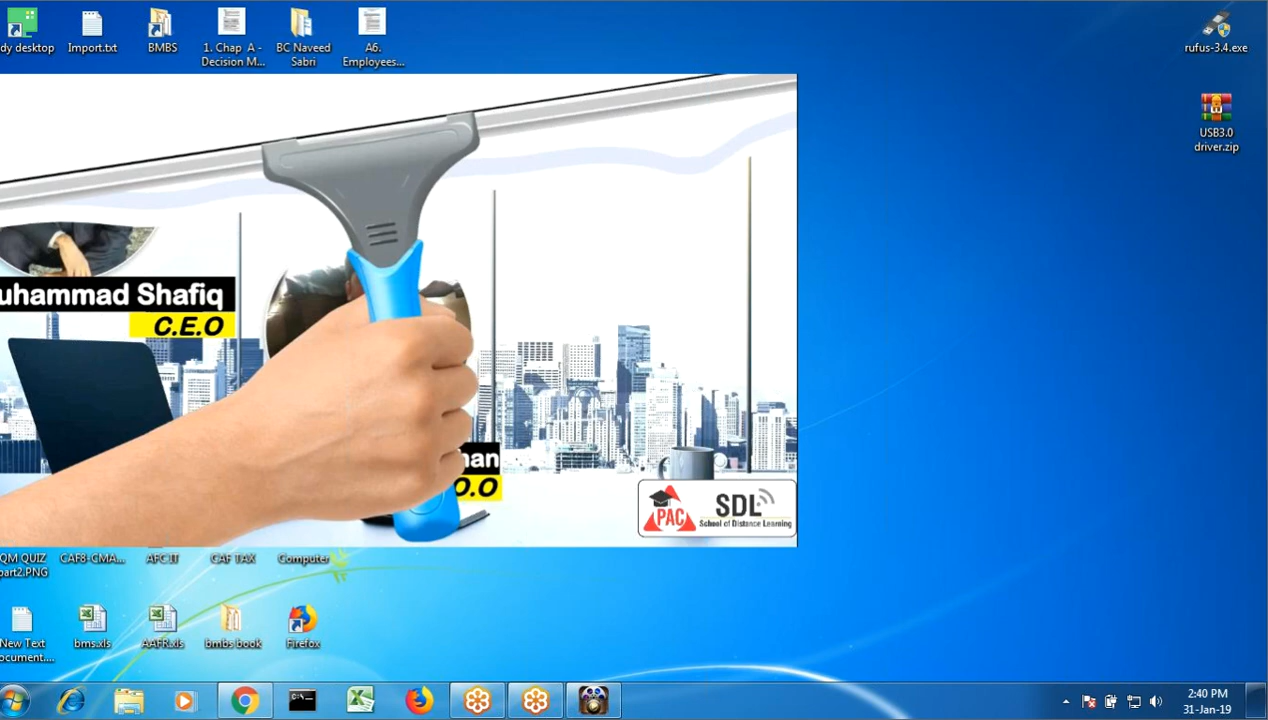 dy desktop
Import.txt
BMBS
1. Chap A -
Decision M...
BC Naveed
Sabri
A6.
Employees...
rufus-3.4.exe
USB3.0
driver.zip
uhammad Shafiq
C.E.O
han
O.O
PAC
SDL
School of Distance Learning
QM QUIZ
part2.PNG
CAF8-CMA...
AFC IT
CAF TAX
Computer
New Text
ocument....
bms.xls
AAFR.xls
bmbs book
Firefox
C:\.
2:40 PM
31-Jan-19